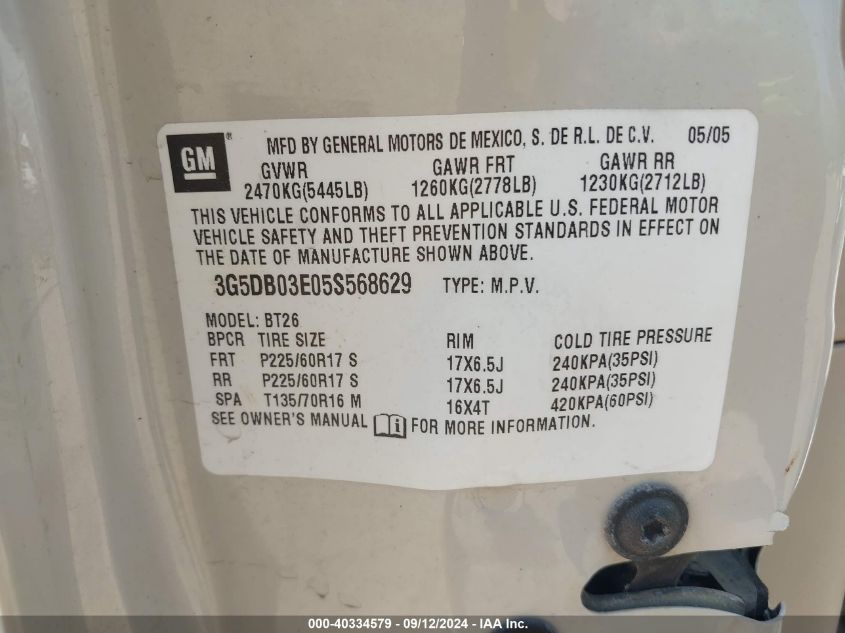 GM ® MFD BY GENERAL MOTORS DE MEXICO, S. DE R.L. DE C.V. 05/05
GVWR GAWR FRT GAWR RR
2470KG(5445LB) 1260KG(2778LB) 1230KG(2712LB)
THIS VEHICLE CONFORMS TO ALL APPLICABLE U.S. FEDERAL MOTOR
VEHICLE SAFETY AND THEFT PREVENTION STANDARDS IN EFFECT ON
THE DATE OF MANUFACTURE SHOWN ABOVE.
3G5DB03E05S568629 TYPE: M.P.V.
MODEL: BT26
BPCR TIRE SIZE RIM COLD TIRE PRESSURE
FRT P225/60R17 S 17X6.5J 240KPA(35PSI)
RR P225/60R17 S 17X6.5J 240KPA(35PSI)
SPA T135/70R16 M 16X4T 420KPA(60PSI)
SEE OWNER'S MANUAL i FOR MORE INFORMATION.
000-40334579 - 09/12/2024 - IAA Inc.